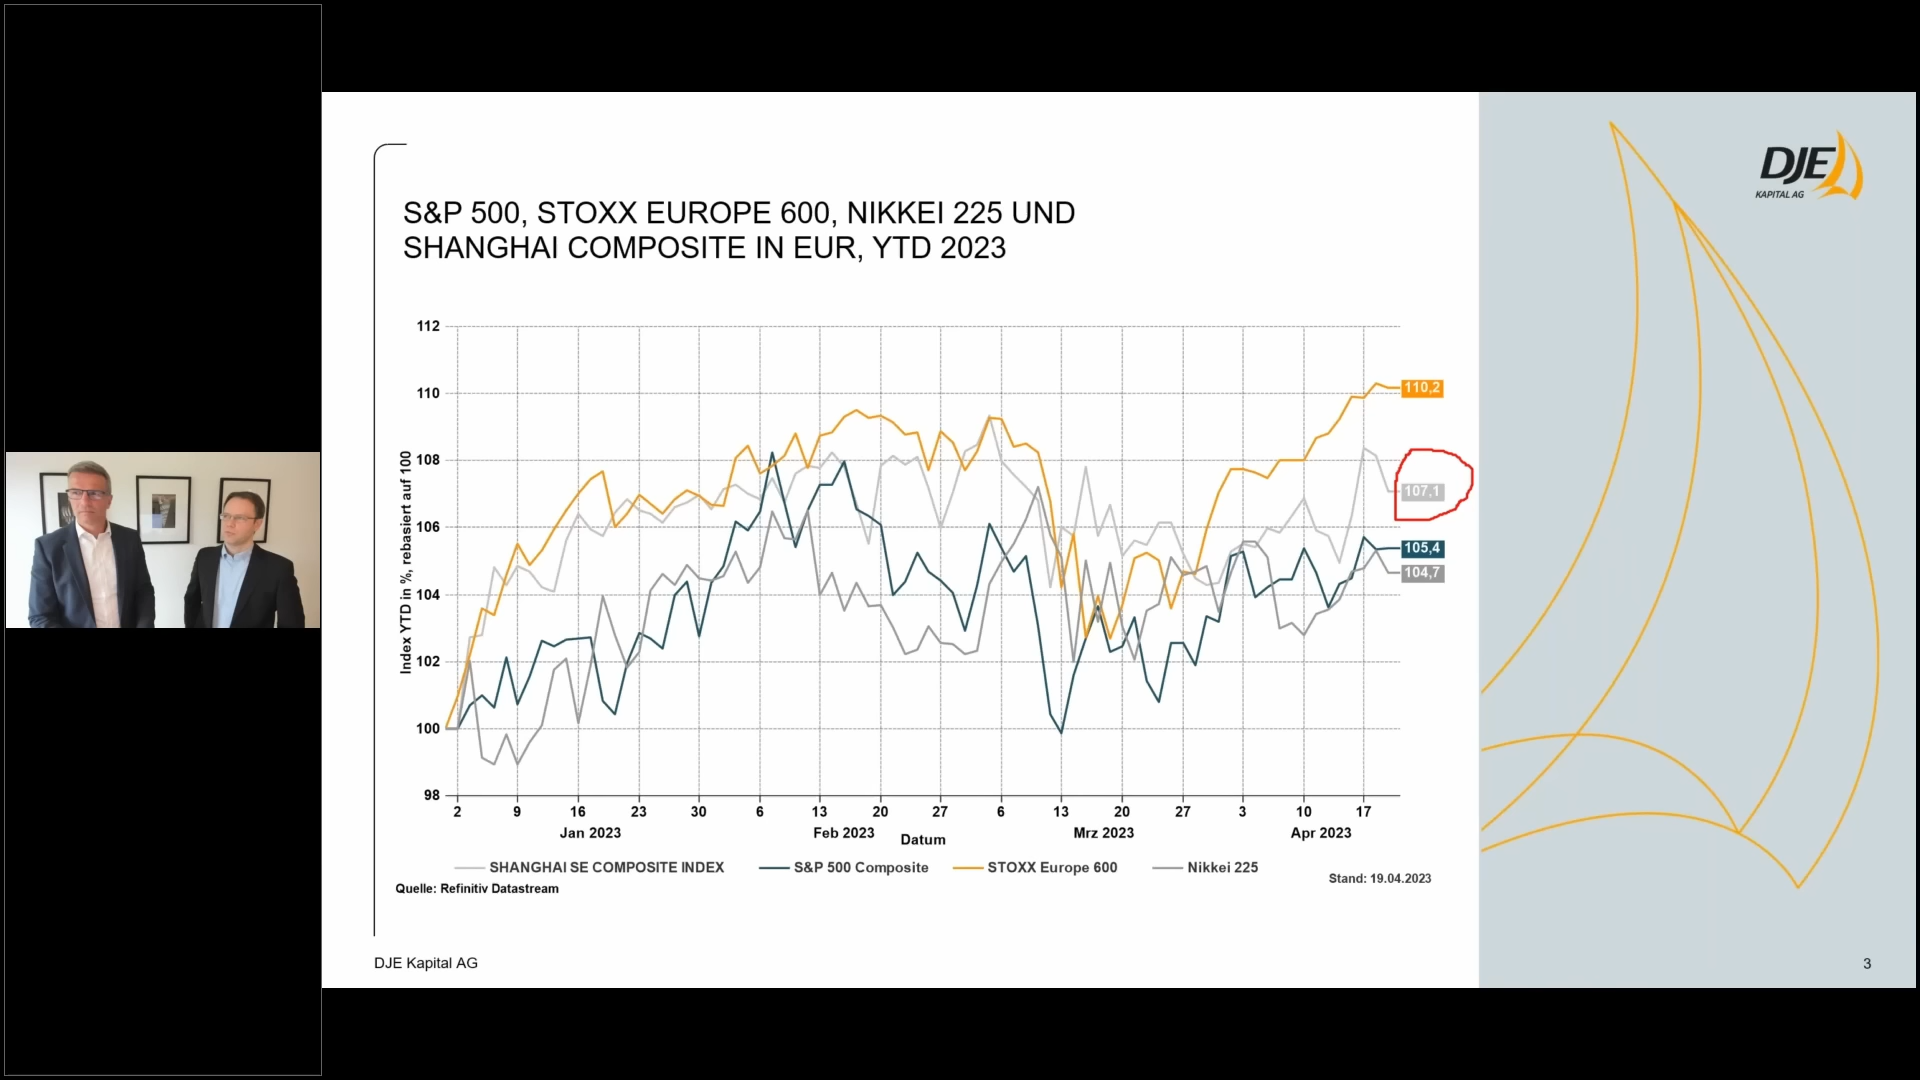 DJE
KAPITAL AG
S&P 500, STOXX EUROPE 600, NIKKEI 225 UND
SHANGHAI COMPOSITE IN EUR, YTD 2023
Index YTD in %, rebasiert auf 100
112
110
108
106
104
102
100
98
110,2
107,1
105,4
104,7
2 9 16 23 30 6 13 20 27 6 13 20 27 3 10 17
Jan 2023 Feb 2023 Mrz 2023 Apr 2023
Datum
SHANGHAI SE COMPOSITE INDEX S&P 500 Composite STOXX Europe 600 Nikkei 225
Quelle: Refinitiv Datastream
Stand: 19.04.2023
DJE Kapital AG
3